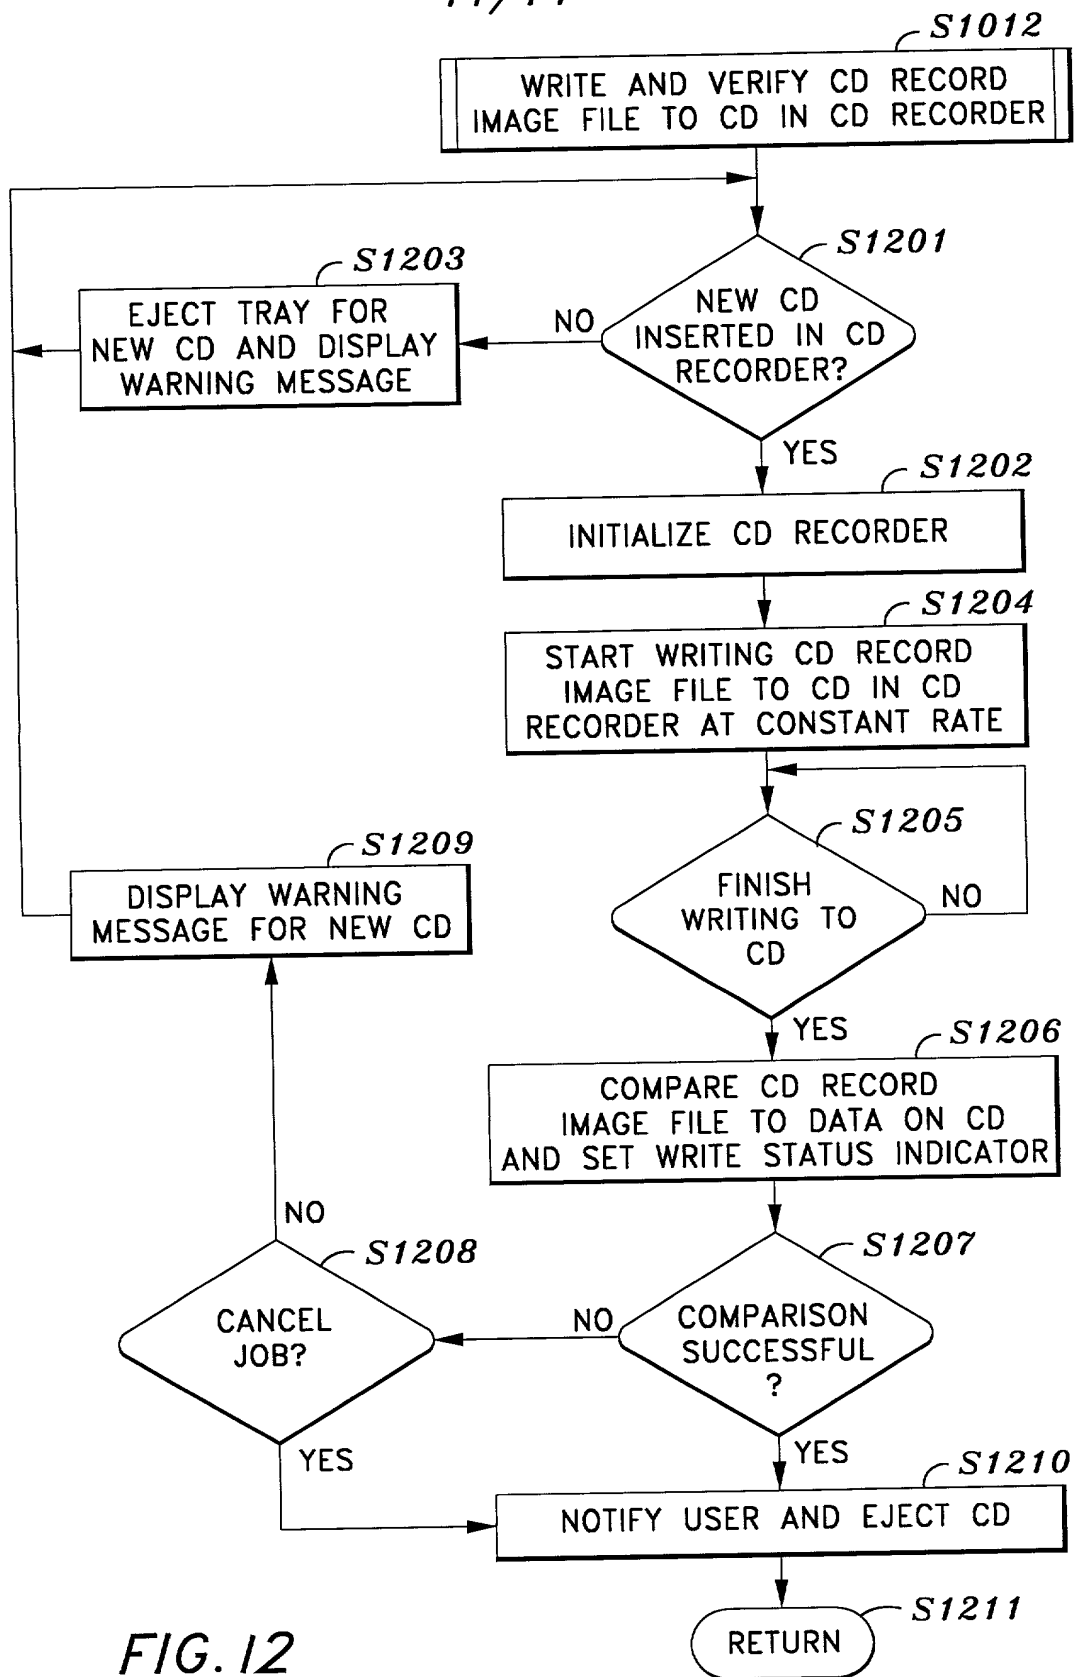 S1012
WRITE AND VERIFY CD RECORD
IMAGE FILE TO CD IN CD RECORDER
S1201
NEW CD
INSERTED IN CD
RECORDER?
NO
YES
S1203
EJECT TRAY FOR
NEW CD AND DISPLAY
WARNING MESSAGE
S1202
INITIALIZE CD RECORDER
S1204
START WRITING CD RECORD
IMAGE FILE TO CD IN CD
RECORDER AT CONSTANT RATE
S1205
FINISH
WRITING TO
CD
NO
YES
S1209
DISPLAY WARNING
MESSAGE FOR NEW CD
S1206
COMPARE CD RECORD
IMAGE FILE TO DATA ON CD
AND SET WRITE STATUS INDICATOR
S1207
COMPARISON
SUCCESSFUL
?
NO
YES
NO
S1208
CANCEL
JOB?
YES
S1210
NOTIFY USER AND EJECT CD
S1211
RETURN
FIG. 12